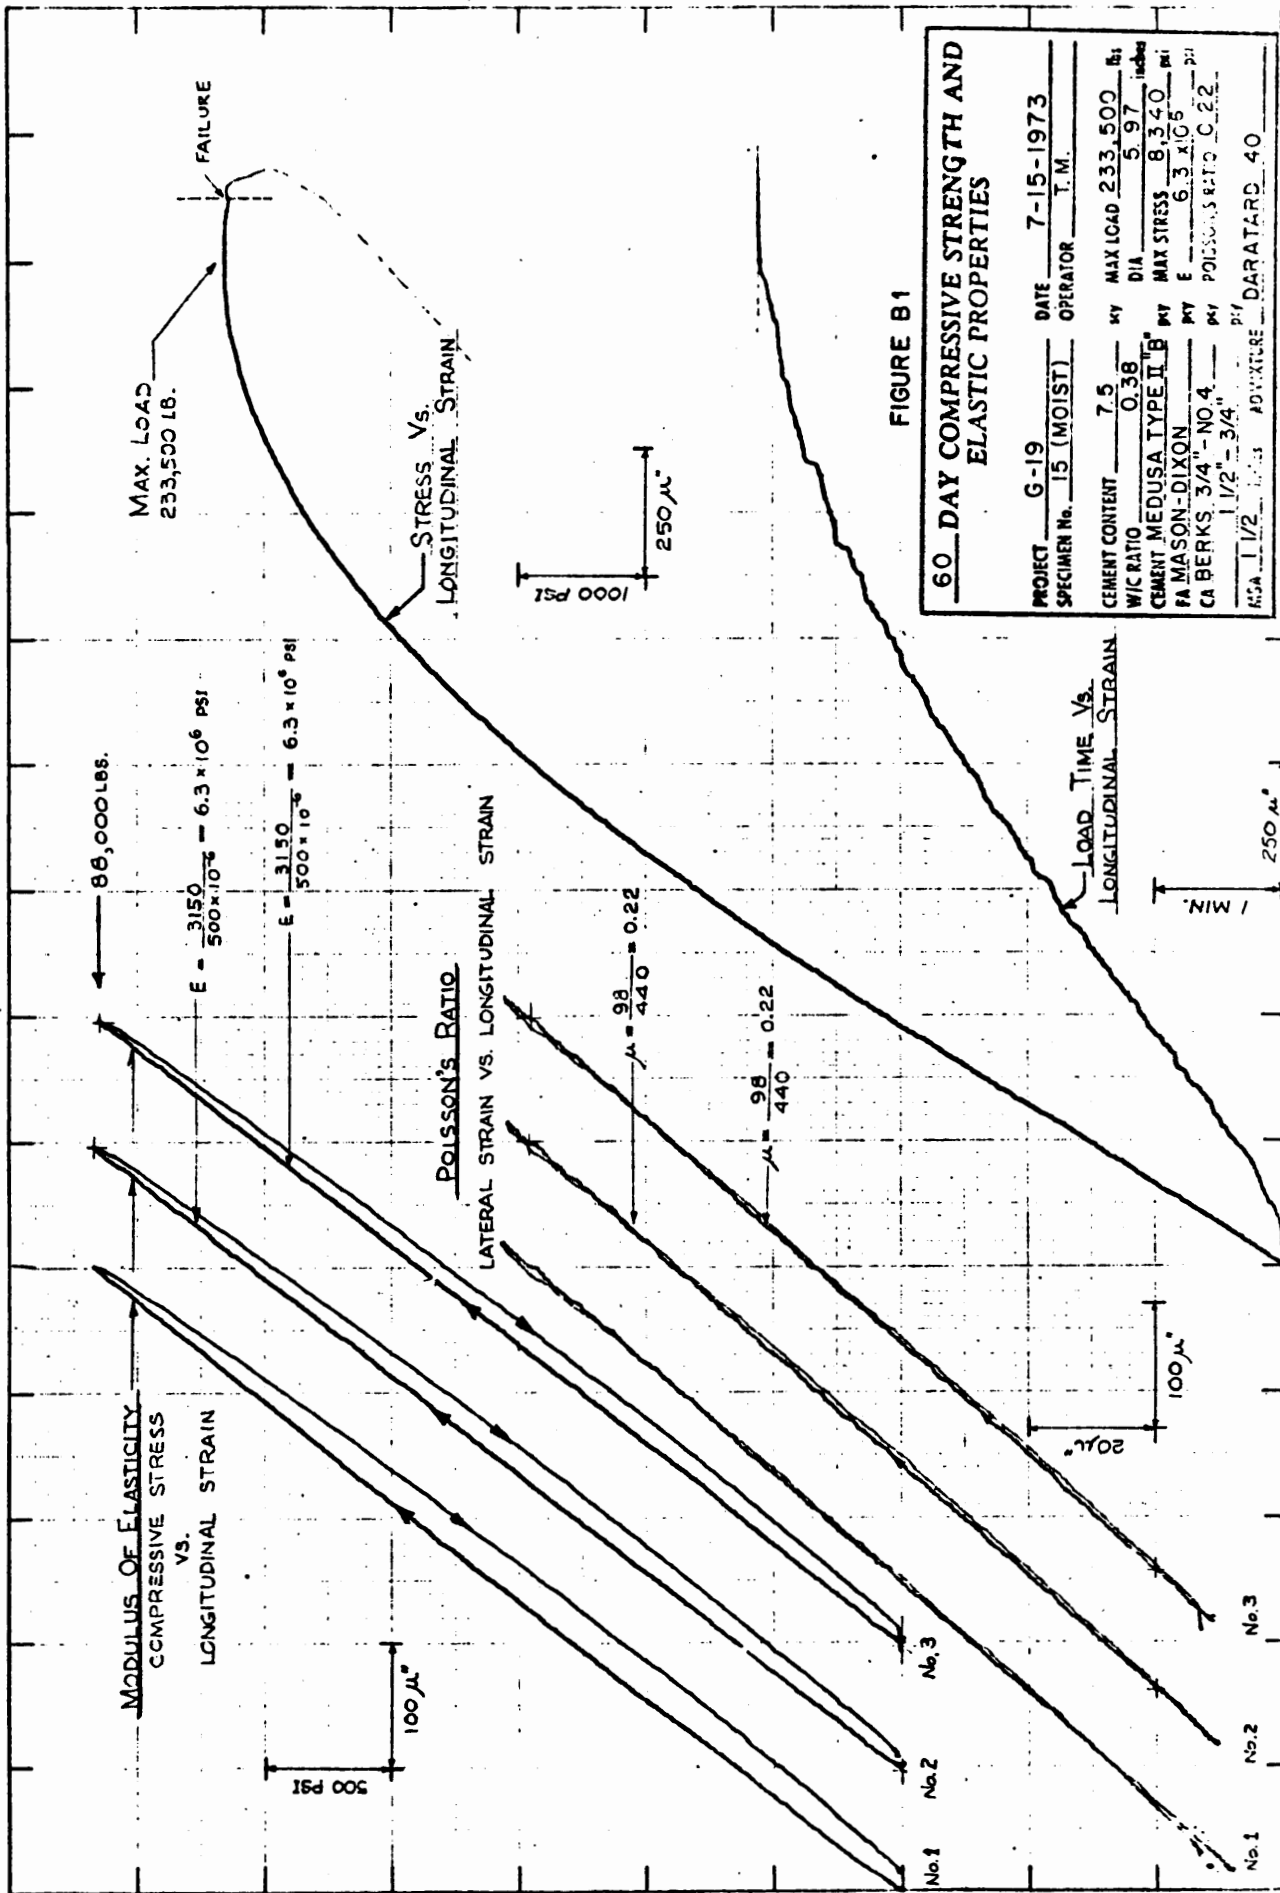 MODULUS OF ELASTICITY
COMPRESSIVE STRESS
VS.
LONGITUDINAL STRAIN
500 PSI
100 μ"
88,000 LBS.
E = 3150 / 500 × 10⁻⁶ = 6.3 × 10⁶ PSI
E = 3150 / 500 × 10⁻⁶ = 6.3 × 10⁶ PSI
No.1
No.2
No.3
POISSON'S RATIO
LATERAL STRAIN VS. LONGITUDINAL STRAIN
μ = 98 / 440 = 0.22
μ = 98 / 440 = 0.22
20 μ"
100 μ"
No.1
No.2
No.3
MAX. LOAD
233,500 LB.
FAILURE
STRESS Vs.
LONGITUDINAL STRAIN
1000 PSI
250 μ"
LOAD TIME Vs.
LONGITUDINAL STRAIN
1 MIN.
250 μ"
FIGURE B1
60 DAY COMPRESSIVE STRENGTH AND
ELASTIC PROPERTIES
PROJECT G-19 DATE 7-15-1973
SPECIMEN No. 15 (MOIST) OPERATOR T.M.
CEMENT CONTENT 7.5 MAX LOAD 233,500 lbs
W/C RATIO 0.38 DIA 5.97 inches
CEMENT MEDUSA TYPE II "B" MAX STRESS 8,340 psi
FA MASON-DIXON E 6.3 x10⁶ psi
CA BERKS 3/4"-NO.4 POISSON'S RATIO 0.22
1 1/2"-3/4"
MSA 1 1/2 ADMIXTURE DARATARD 40